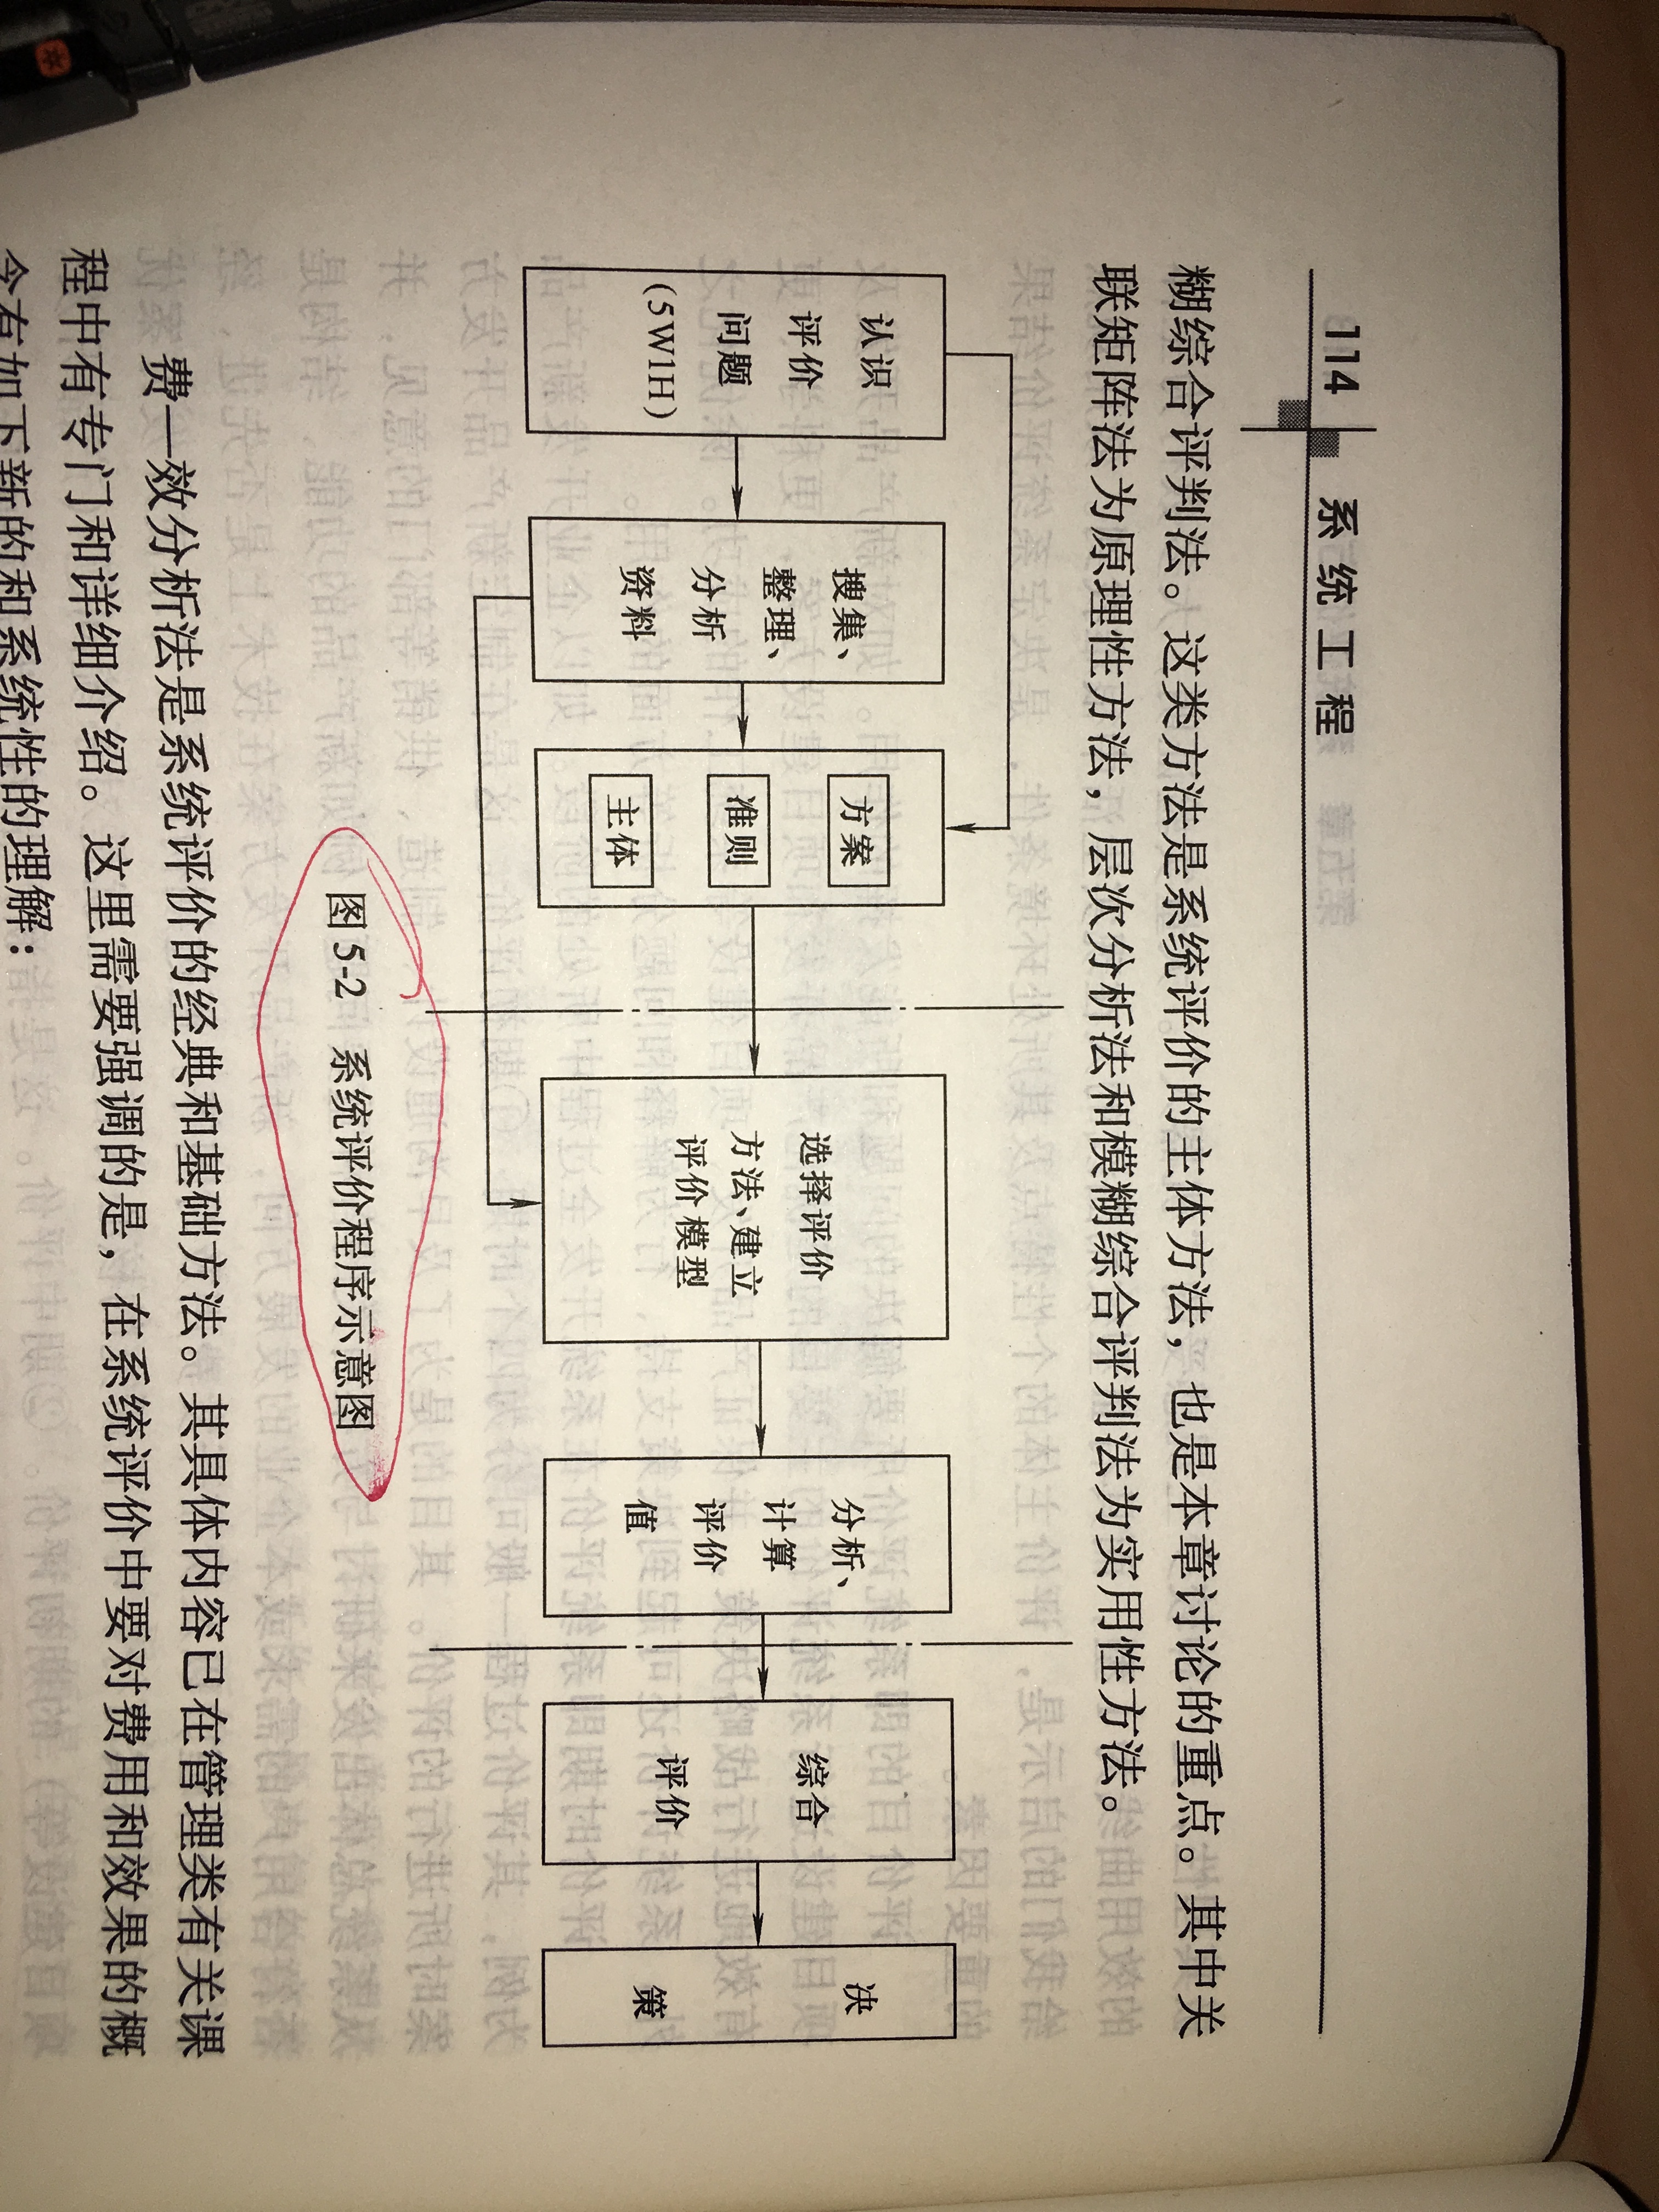 114 系统工程
糊综合评判法。这类方法是系统评价的主体方法，也是本章讨论的重点。其中关
联矩阵法为原理性方法，层次分析法和模糊综合评判法为实用性方法。
认识
评价
问题
(5W1H)
搜集、
整理、
分析
资料
方案
准则
主体
选择评价
方法、建立
评价模型
分析、
计算
评价
值
综合
评价
决
策
图 5-2 系统评价程序示意图
费—效分析法是系统评价的经典和基础方法。其具体内容已在管理类有关课
程中有专门和详细介绍。这里需要强调的是，在系统评价中要对费用和效果的概
念有如下新的和系统性的理解：